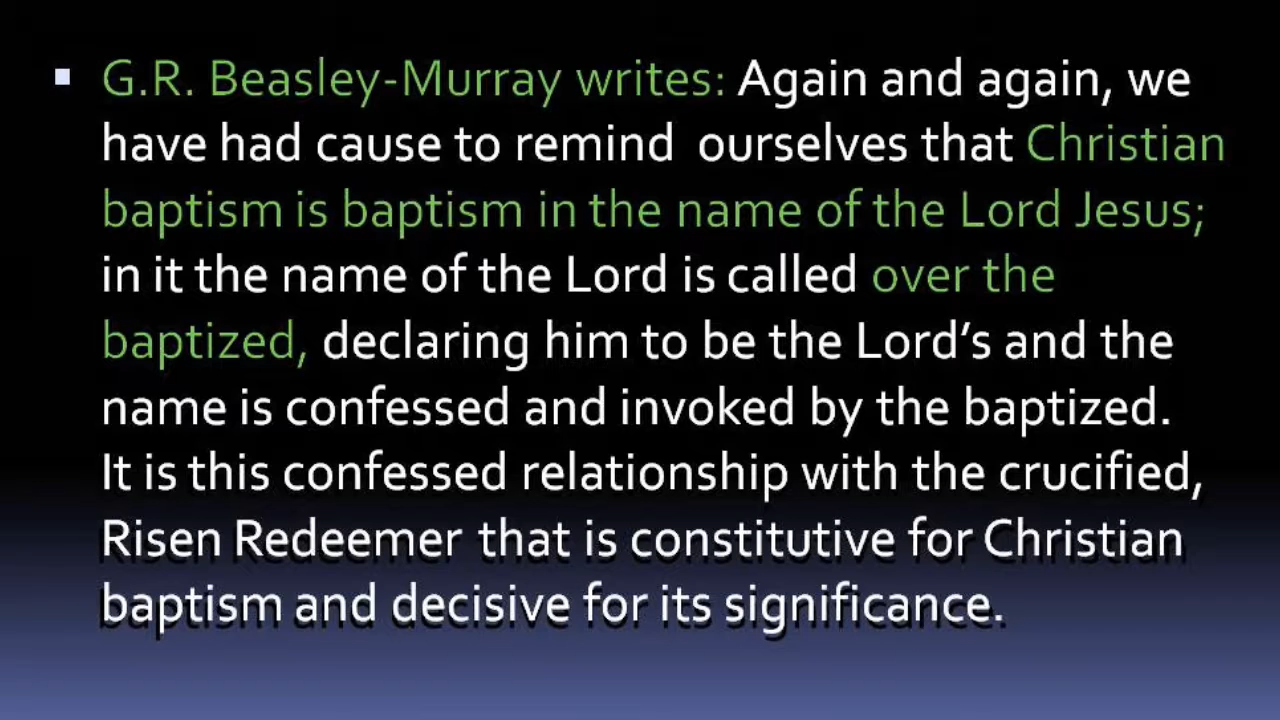 G.R. Beasley-Murray writes: Again and again, we
have had cause to remind ourselves that Christian
baptism is baptism in the name of the Lord Jesus;
in it the name of the Lord is called over the
baptized, declaring him to be the Lord’s and the
name is confessed and invoked by the baptized.
It is this confessed relationship with the crucified,
Risen Redeemer that is constitutive for Christian
baptism and decisive for its significance.